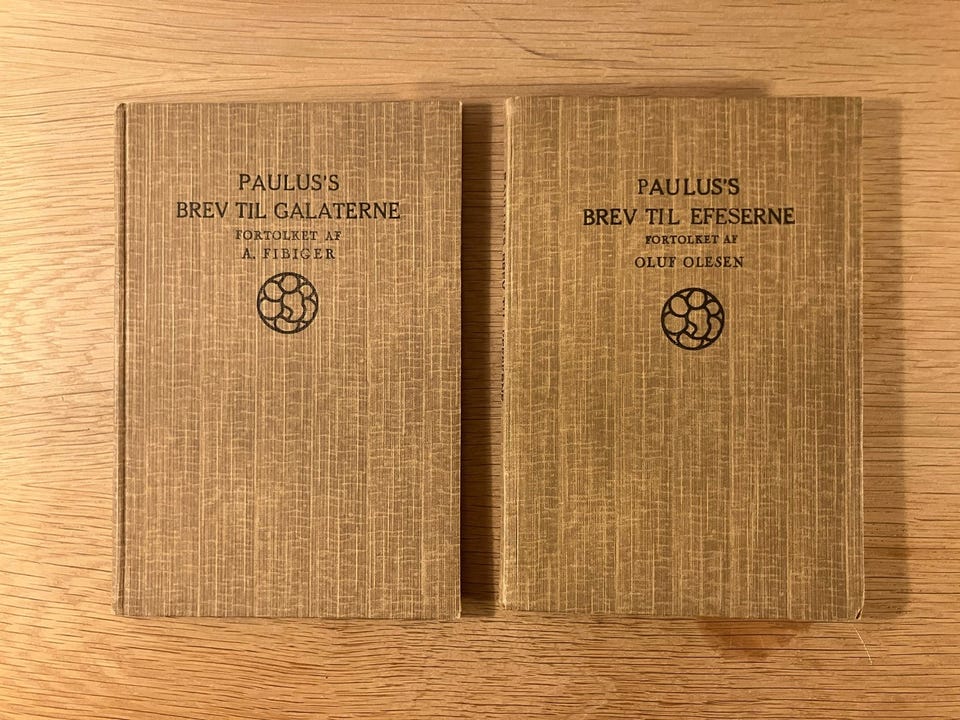 PAULUS'S
BREV TIL GALATERNE
FORTOLKET AF
A. FIBIGER
PAULUS'S
BREV TIL EFESERNE
FORTOLKET AF
OLUF OLESEN